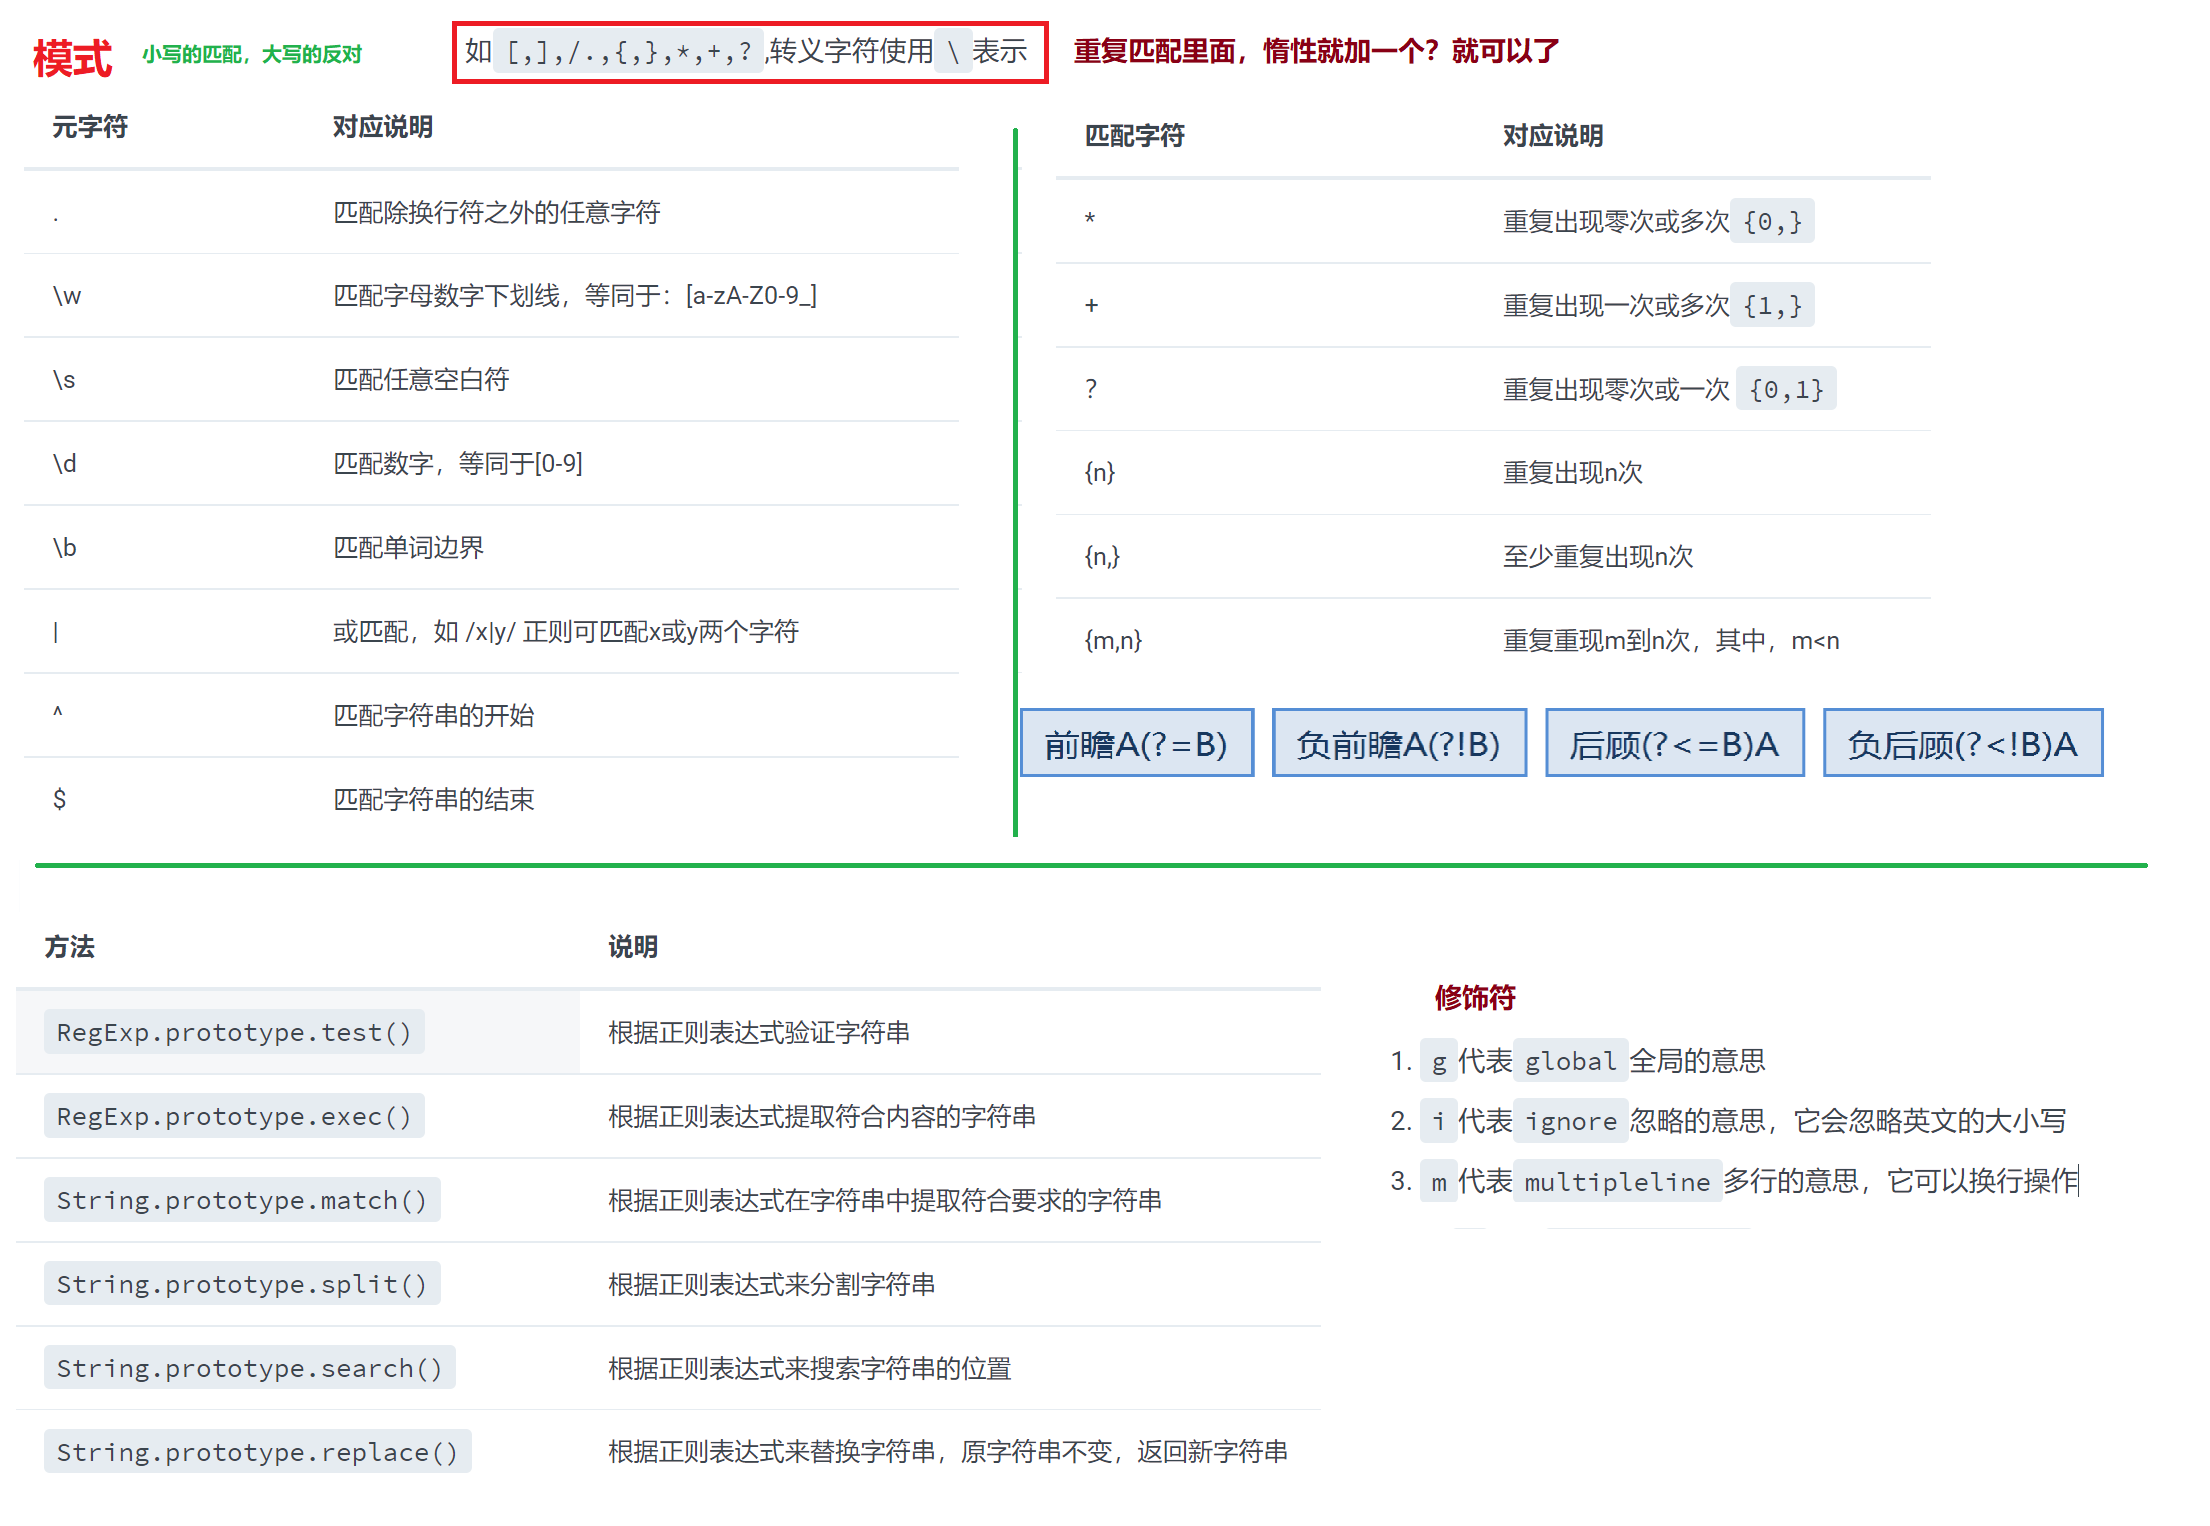 模式 小写的匹配，大写的反对 如 [,],/.,{,},*,+,? ,转义字符使用 \ 表示 重复匹配里面，惰性就加一个？就可以了
元字符 对应说明
. 匹配除换行符之外的任意字符
\w 匹配字母数字下划线，等同于：[a-zA-Z0-9_]
\s 匹配任意空白符
\d 匹配数字，等同于[0-9]
\b 匹配单词边界
| 或匹配，如 /x|y/ 正则可匹配x或y两个字符
^ 匹配字符串的开始
$ 匹配字符串的结束
匹配字符 对应说明
* 重复出现零次或多次 {0,}
+ 重复出现一次或多次 {1,}
? 重复出现零次或一次 {0,1}
{n} 重复出现n次
{n,} 至少重复出现n次
{m,n} 重复重现m到n次，其中，m<n
前瞻A(?=B) 负前瞻A(?!B) 后顾(?<=B)A 负后顾(?<!B)A
方法 说明
RegExp.prototype.test() 根据正则表达式验证字符串
RegExp.prototype.exec() 根据正则表达式提取符合内容的字符串
String.prototype.match() 根据正则表达式在字符串中提取符合要求的字符串
String.prototype.split() 根据正则表达式来分割字符串
String.prototype.search() 根据正则表达式来搜索字符串的位置
String.prototype.replace() 根据正则表达式来替换字符串，原字符串不变，返回新字符串
修饰符
1. g 代表 global 全局的意思
2. i 代表 ignore 忽略的意思，它会忽略英文的大小写
3. m 代表 multipleline 多行的意思，它可以换行操作